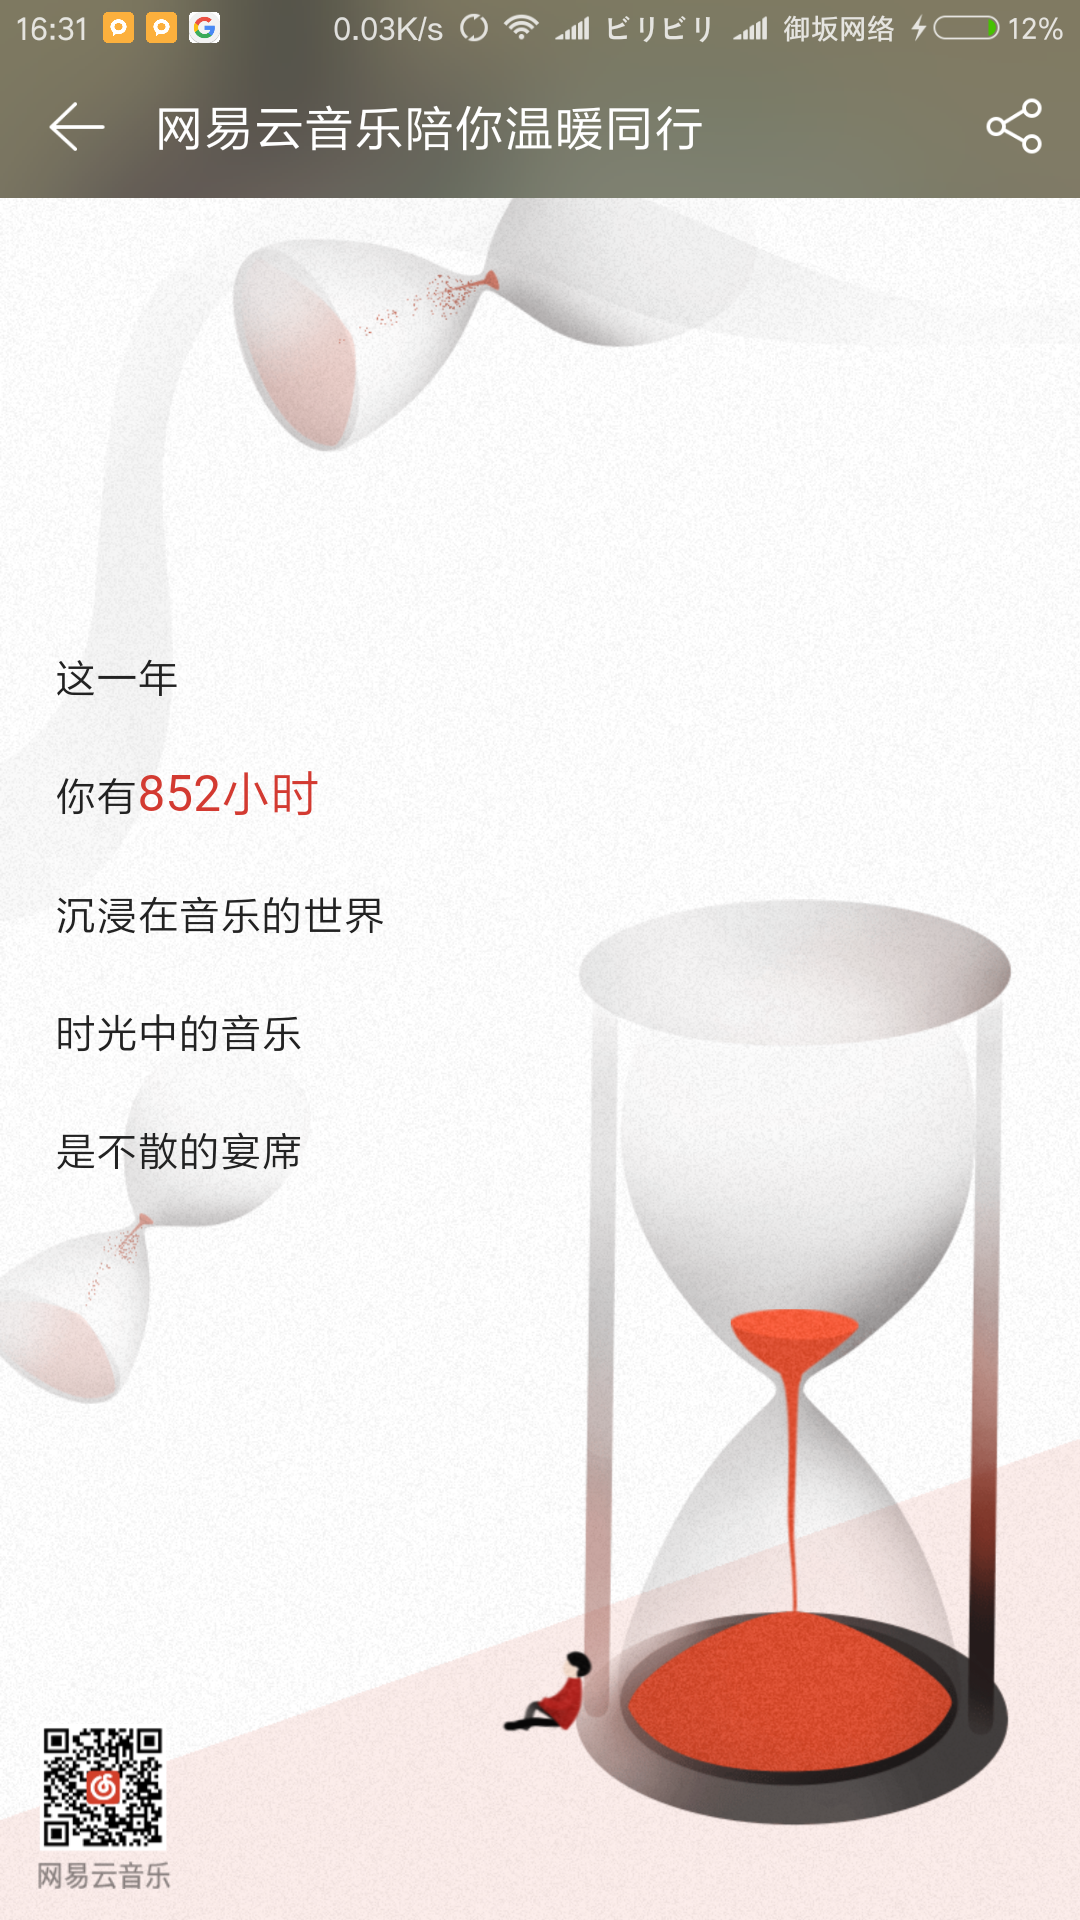 16:31 0.03K/s ビリビリ 御坂网络 12%
网易云音乐陪你温暖同行
这一年
你有852小时
沉浸在音乐的世界
时光中的音乐
是不散的宴席
网易云音乐